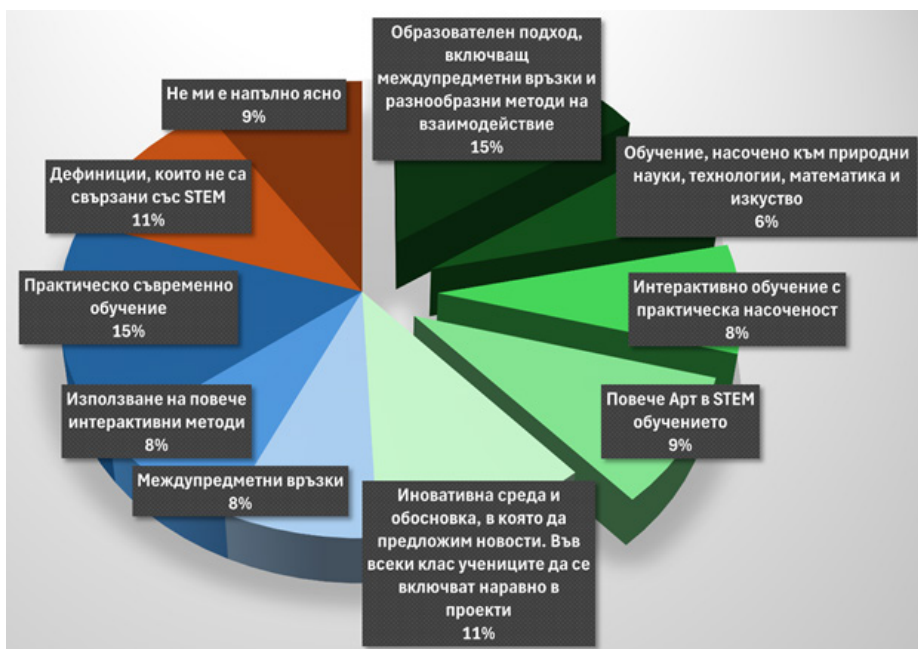 Образователен подход,
включващ
междупредметни връзки и
разнообразни методи на
взаимодействие
15%
Обучение, насочено към природни
науки, технологии, математика и
изкуство
6%
Интерактивно обучение с
практическа насоченост
8%
Повече Арт в STEM
обучението
9%
Иновативна среда и
обосновка, в която да
предложим новости. Във
всеки клас учениците да се
включват наравно в
проекти
11%
Междупредметни връзки
8%
Използване на повече
интерактивни методи
8%
Практическо съвременно
обучение
15%
Дефиниции, които не са
свързани със STEM
11%
Не ми е напълно ясно
9%